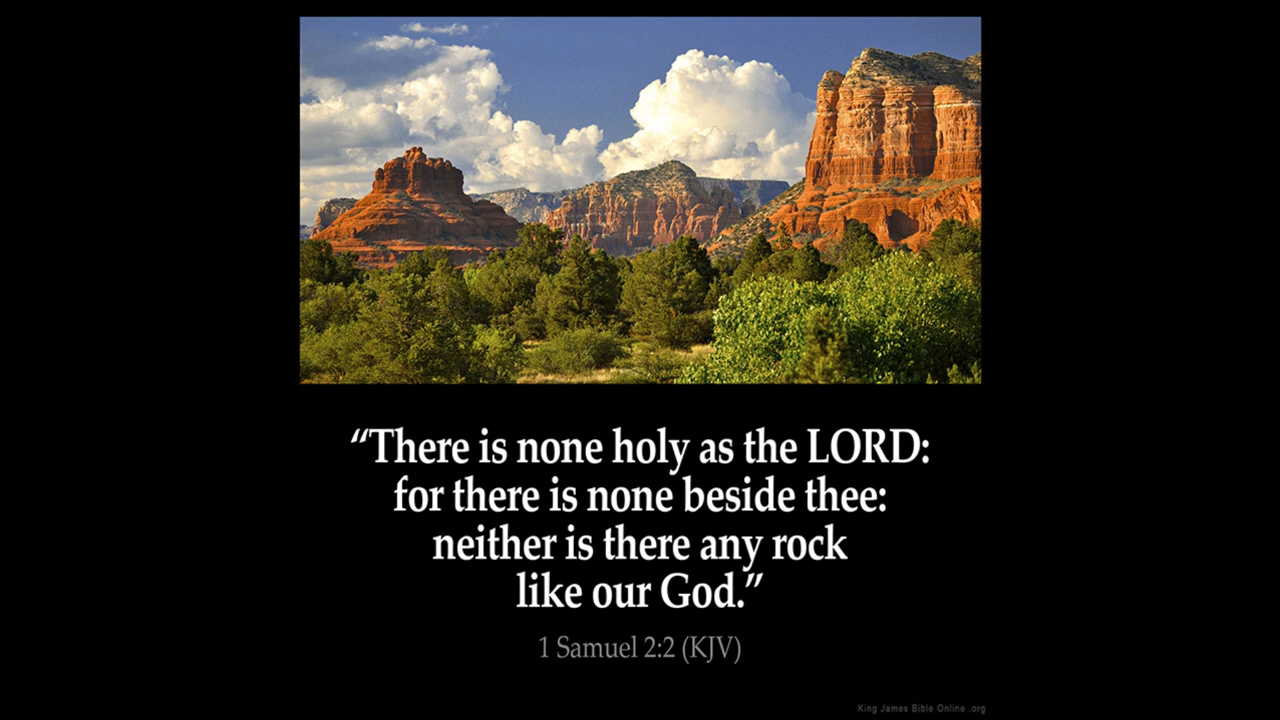 “There is none holy as the LORD:
for there is none beside thee:
neither is there any rock
like our God.”
1 Samuel 2:2 (KJV)
King James Bible Online .org